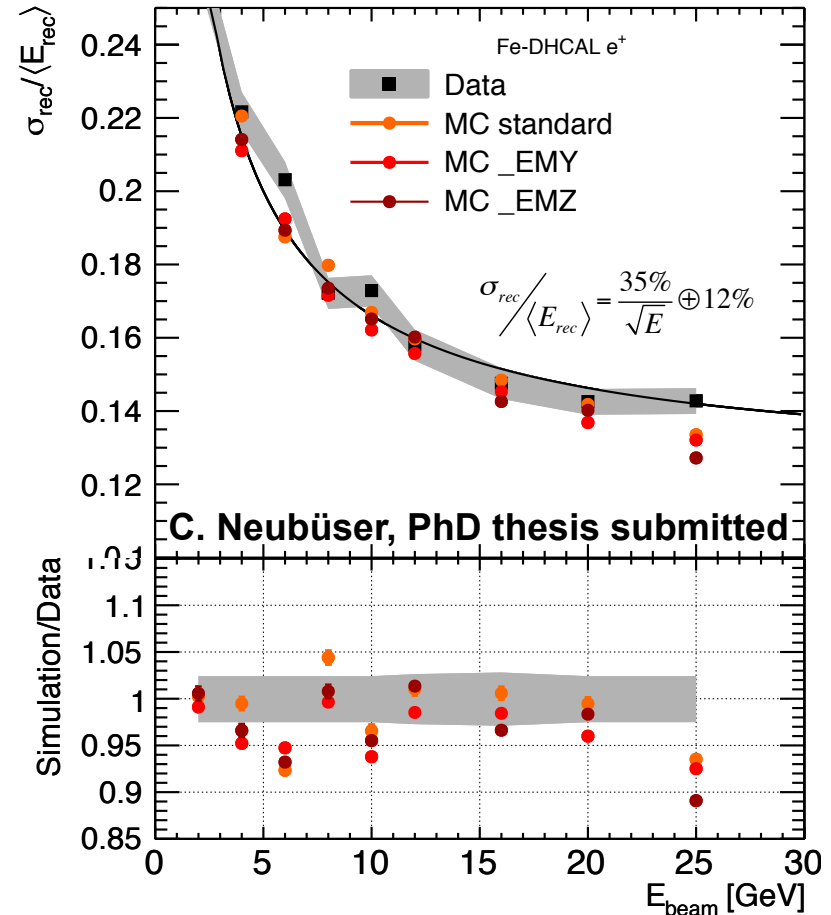 σrec/⟨Erec⟩
0.24
0.22
0.2
0.18
0.16
0.14
0.12
Fe-DHCAL e+
Data
MC standard
MC _EMY
MC _EMZ
σrec/⟨Erec⟩ = 35%/√E ⊕ 12%
C. Neubüser, PhD thesis submitted
Simulation/Data
1.1
1.05
1
0.95
0.9
0.85
0 5 10 15 20 25 30
Ebeam [GeV]